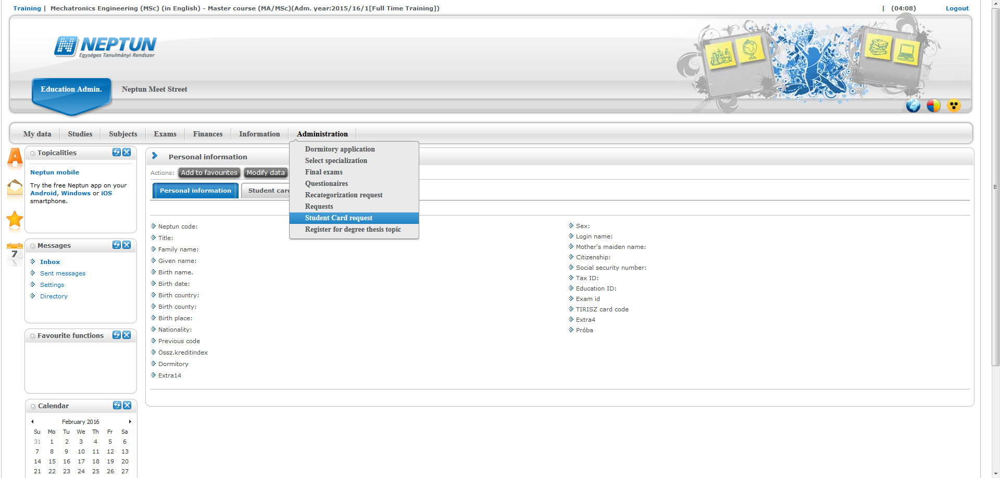 Training | Mechatronics Engineering (MSc) (in English) - Master course (MA/MSc)(Adm. year:2015/16/1[Full Time Training]) | (04:08) Logout
NEPTUN
Egységes Tanulmányi Rendszer
Education Admin. Neptun Meet Street
My data Studies Subjects Exams Finances Information Administration
Dormitory application
Select specialization
Final exams
Questionaires
Recategorization request
Requests
Student Card request
Register for degree thesis topic
Topicalities
Neptun mobile
Try the free Neptun app on your
Android, Windows or iOS
smartphone.
Messages
Inbox
Sent messages
Settings
Directory
Favourite functions
Calendar
February 2016
Su Mo Tu We Th Fr Sa
31 1 2 3 4 5 6
7 8 9 10 11 12 13
14 15 16 17 18 19 20
21 22 23 24 25 26 27
7
Personal information
Actions: Add to favourites Modify data
Personal information Student card
Neptun code:
Title:
Family name:
Given name:
Birth name.
Birth date:
Birth country:
Birth county:
Birth place:
Nationality:
Previous code
Össz.kreditindex
Dormitory
Extra14
Sex:
Login name:
Mother's maiden name:
Citizenship:
Social security number:
Tax ID:
Education ID:
Exam id
TIRISZ card code
Extra4
Próba